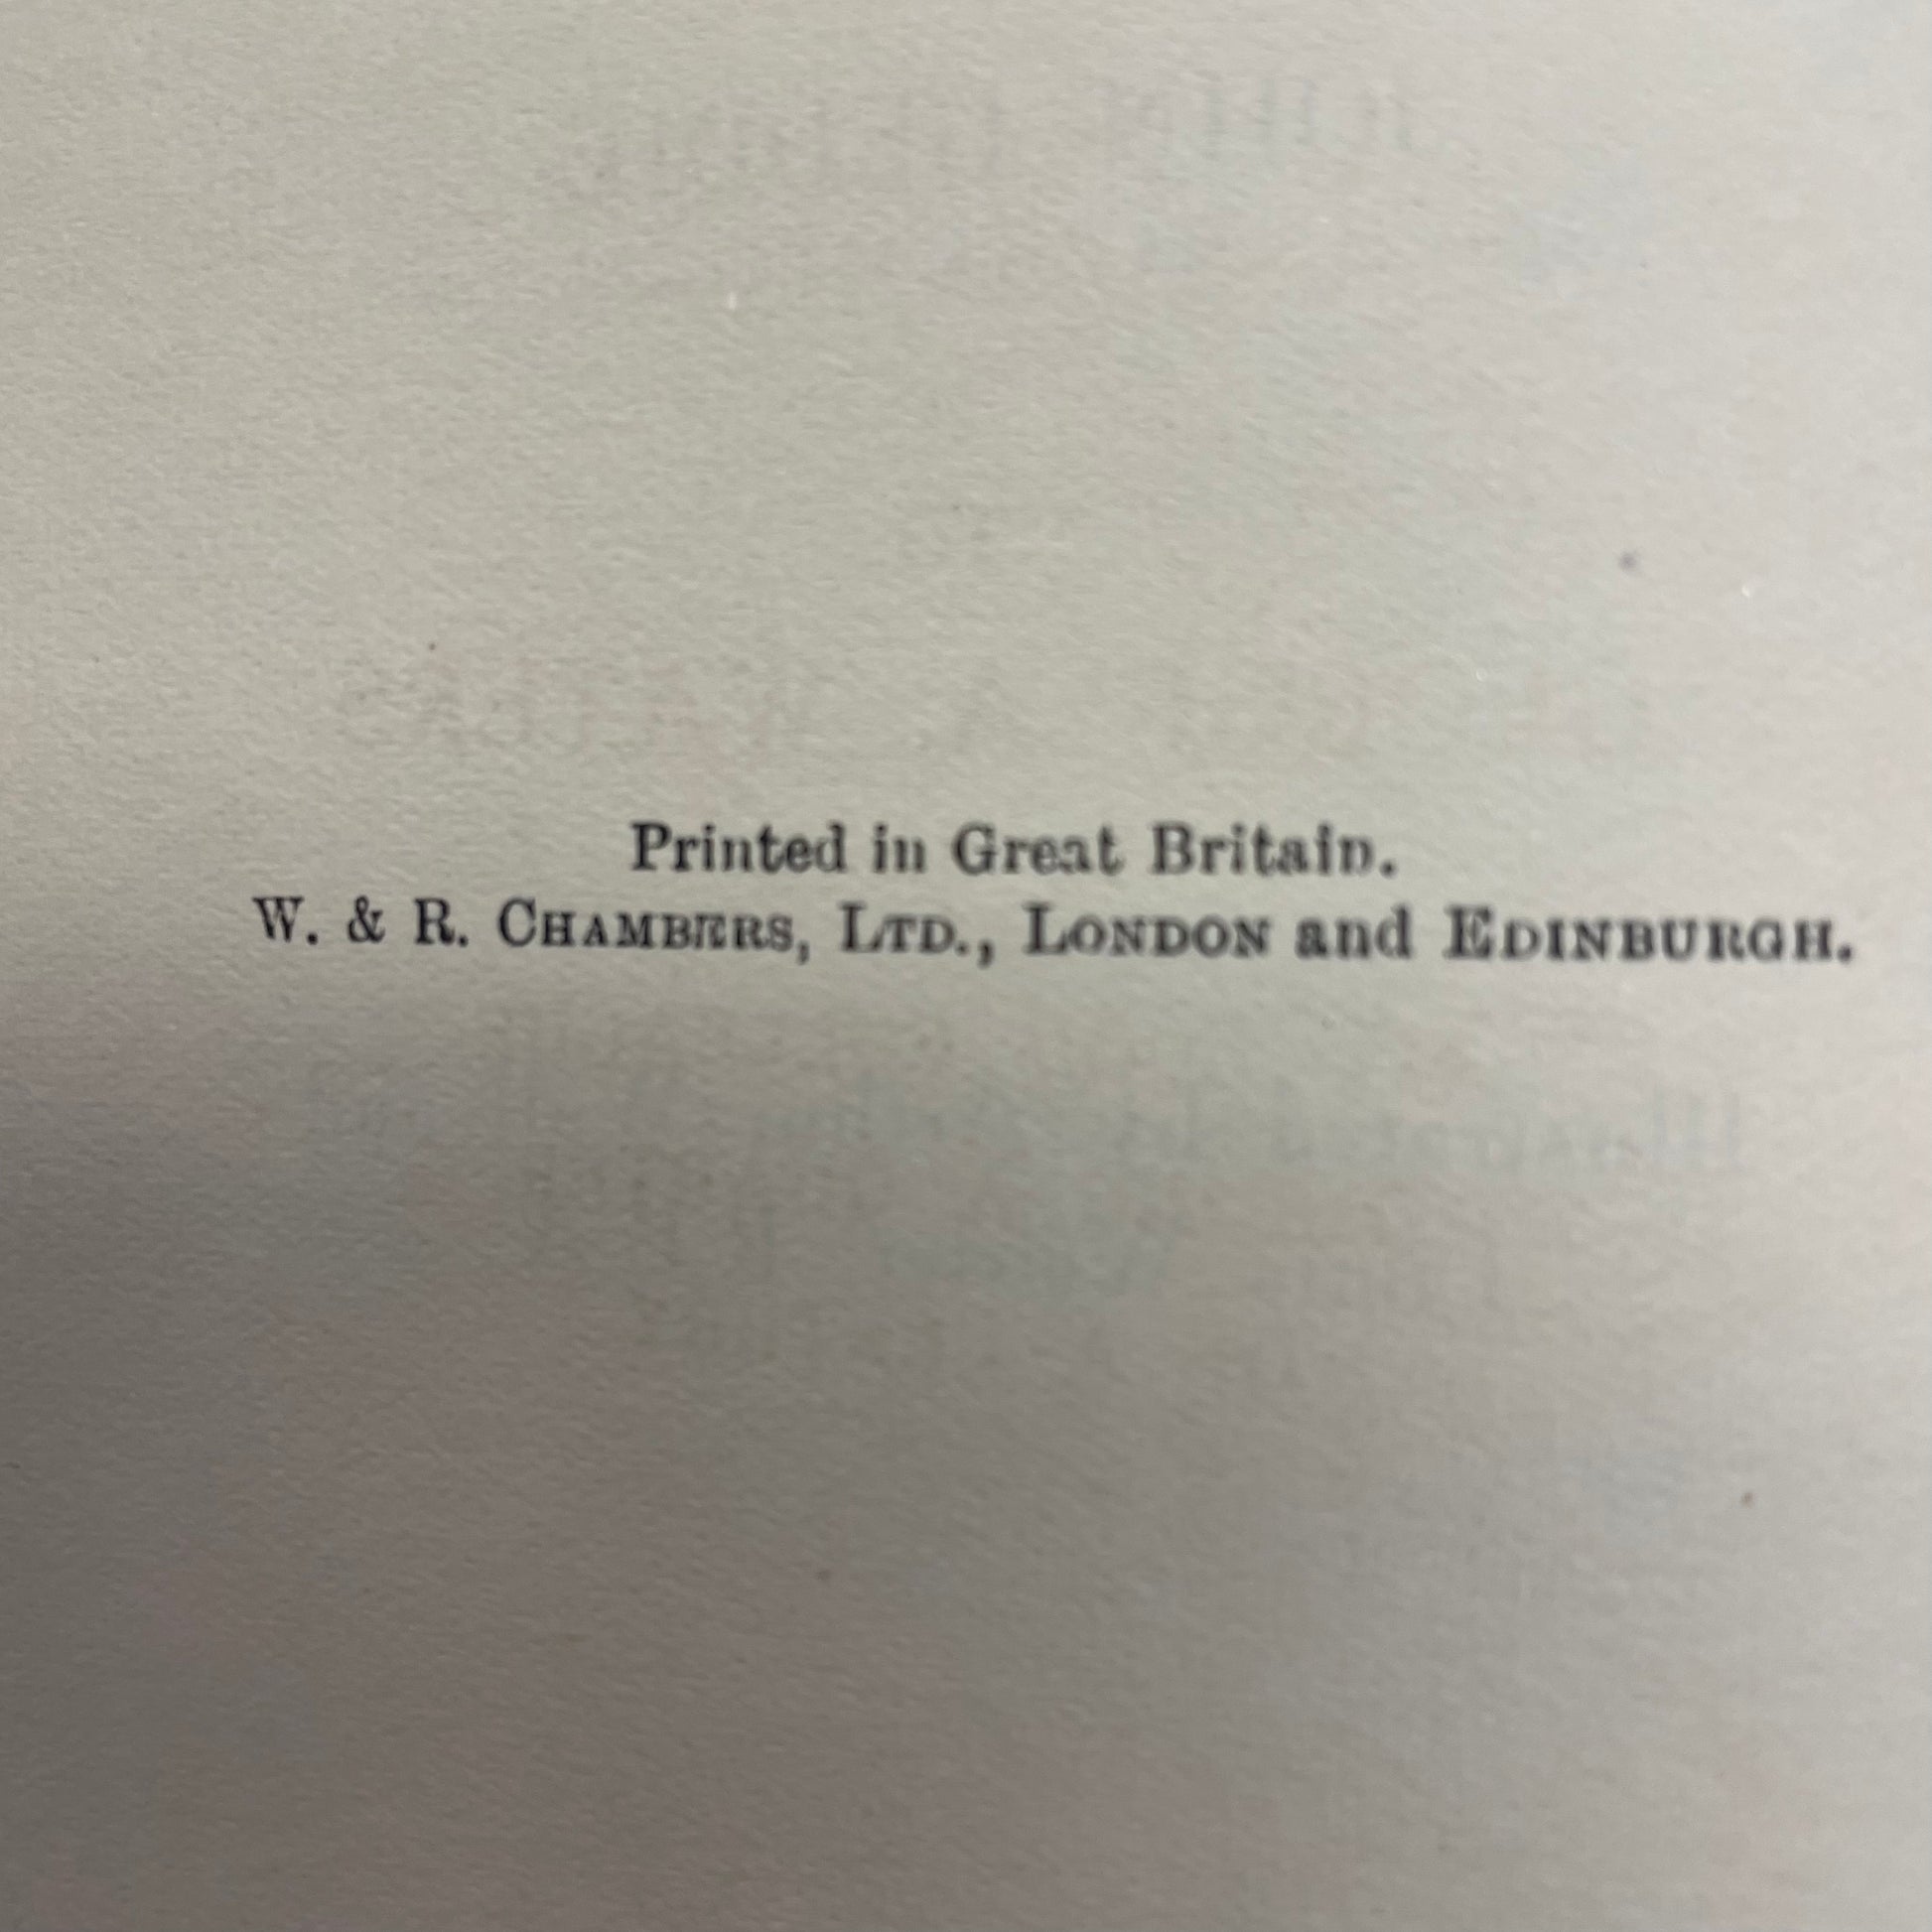 Printed in Great Britain.
W. & R. CHAMBERS, LTD., LONDON and EDINBURGH.